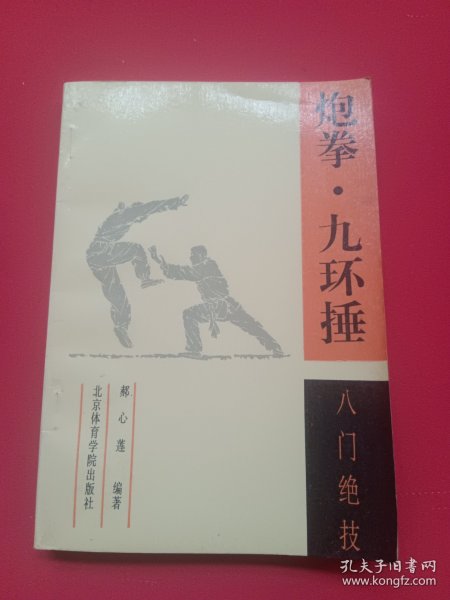 炮拳·九环捶
八门绝技
郝心莲 编著
北京体育学院出版社
孔夫子旧书网
www.kongfz.com